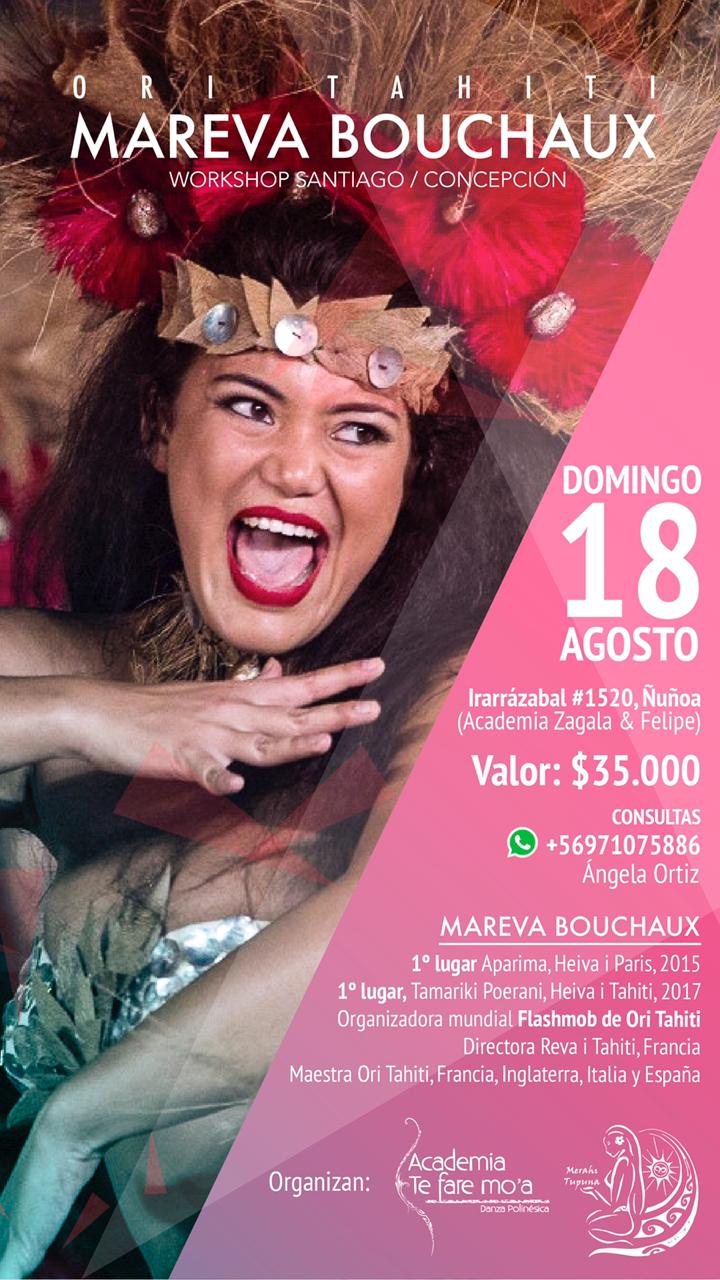 ORI TAHITI
MAREVA BOUCHAUX
WORKSHOP SANTIAGO / CONCEPCIÓN
DOMINGO
18
AGOSTO
Irarrázabal #1520, Ñuñoa
(Academia Zagala & Felipe)
Valor: $35.000
CONSULTAS
+56971075886
Ángela Ortiz
MAREVA BOUCHAUX
1º lugar Aparima, Heiva i Paris, 2015
1º lugar, Tamariki Poerani, Heiva i Tahiti, 2017
Organizadora mundial Flashmob de Ori Tahiti
Directora Reva i Tahiti, Francia
Maestra Ori Tahiti, Francia, Inglaterra, Italia y España
Organizan:
Academia
Te fare mo'a
Danza Polinésica
Merahi
Tupuna